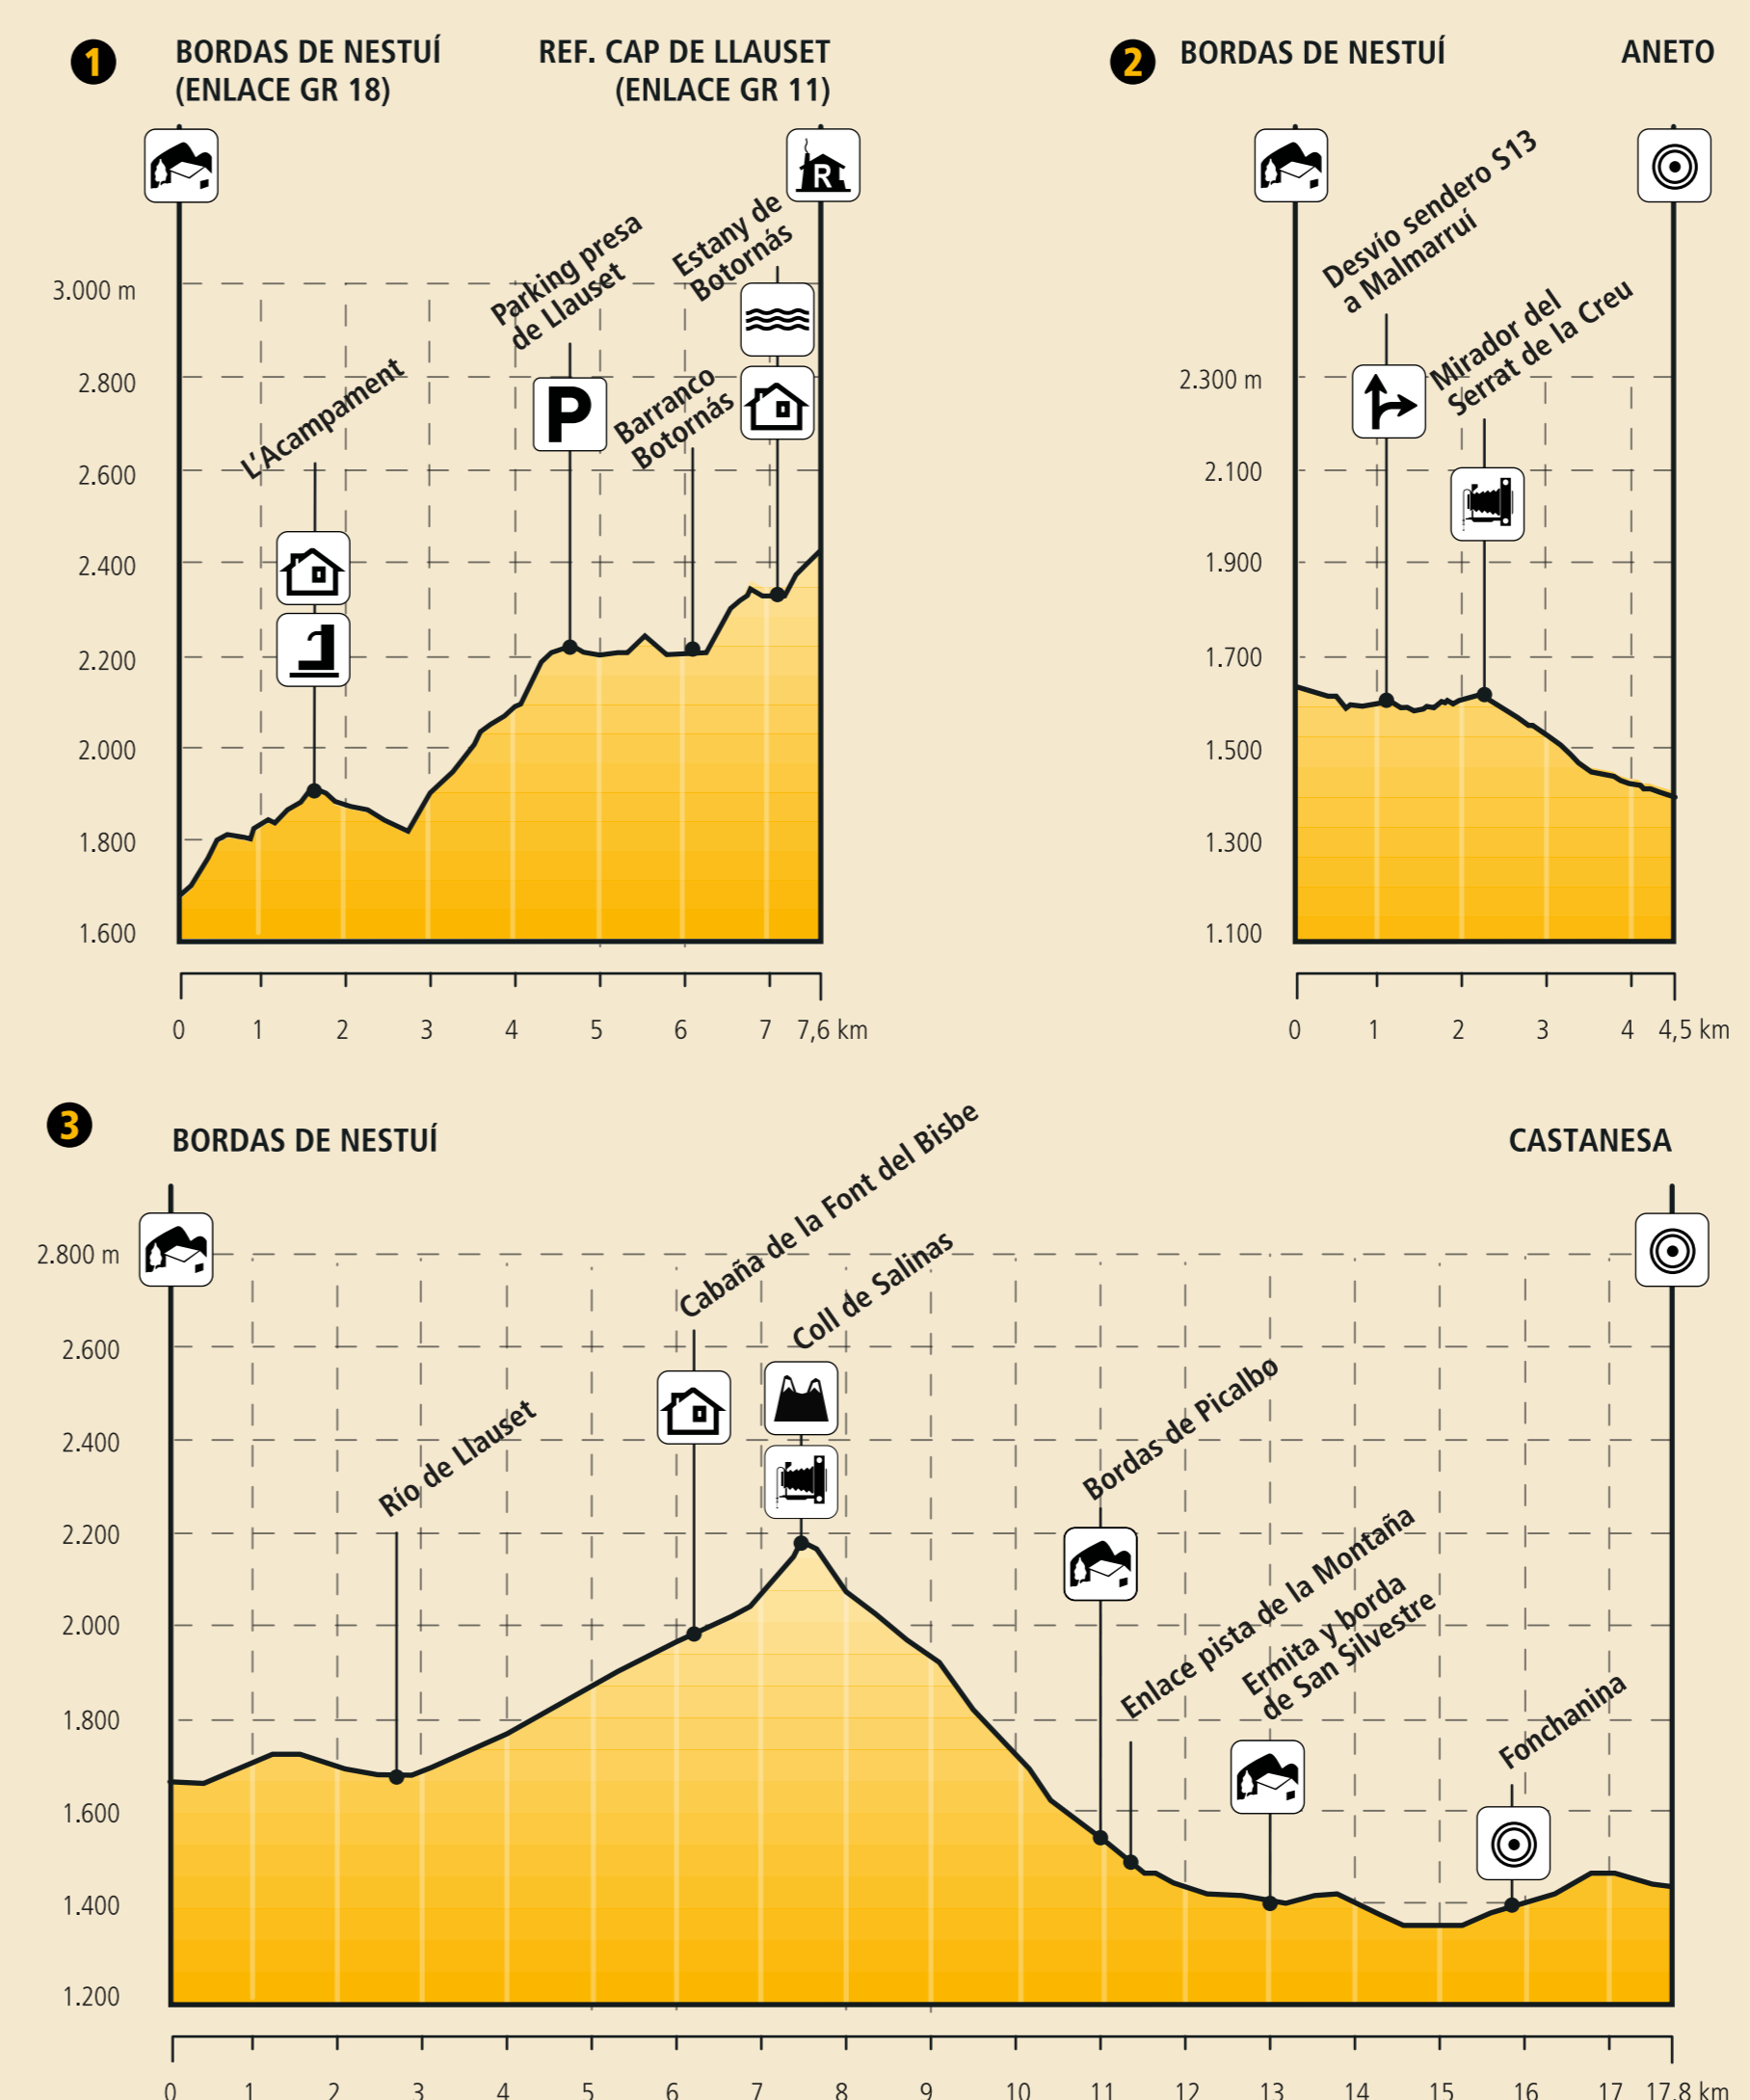 1
BORDAS DE NESTUÍ
(ENLACE GR 18)
REF. CAP DE LLAUSET
(ENLACE GR 11)
R
Estany de
Botornás
Parking presa
de Llauset
P
Barranco
Botornás
L'Acampament
3.000 m
2.800
2.600
2.400
2.200
2.000
1.800
1.600
0 1 2 3 4 5 6 7 7,6 km
2
BORDAS DE NESTUÍ
ANETO
Desvío sendero S13
a Malmarruí
Mirador del
Serrat de la Creu
2.300 m
2.100
1.900
1.700
1.500
1.300
1.100
0 1 2 3 4 4,5 km
3
BORDAS DE NESTUÍ
CASTANESA
Río de Llauset
Cabaña de la Font del Bisbe
Coll de Salinas
Bordas de Picalbo
Enlace pista de la Montaña
Ermita y borda
de San Silvestre
Fonchanina
2.800 m
2.600
2.400
2.200
2.000
1.800
1.600
1.400
1.200
0 1 2 3 4 5 6 7 8 9 10 11 12 13 14 15 16 17 17,8 km